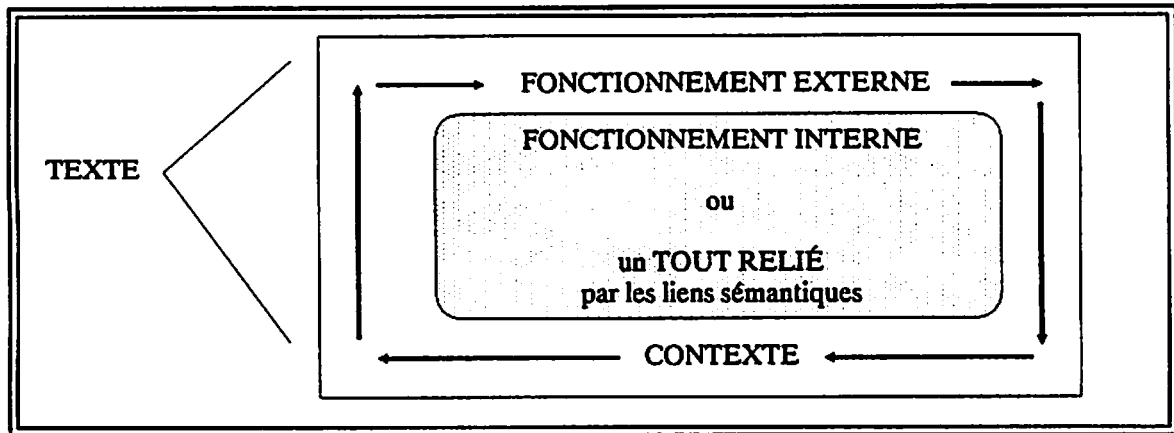 FONCTIONNEMENT EXTERNE
FONCTIONNEMENT INTERNE
TEXTE
ou
un TOUT RELIÉ
par les liens sémantiques
CONTEXTE